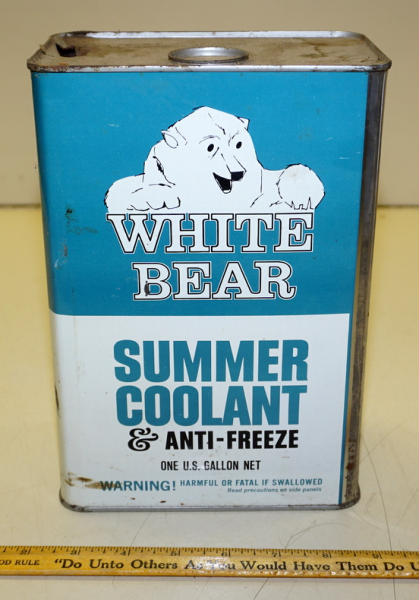 WHITE
BEAR
SUMMER
COOLANT
& ANTI-FREEZE
ONE U.S. GALLON NET
WARNING! HARMFUL OR FATAL IF SWALLOWED
Read precautions on side panels
RULE "Do Unto Others As You Would Have Them Do U